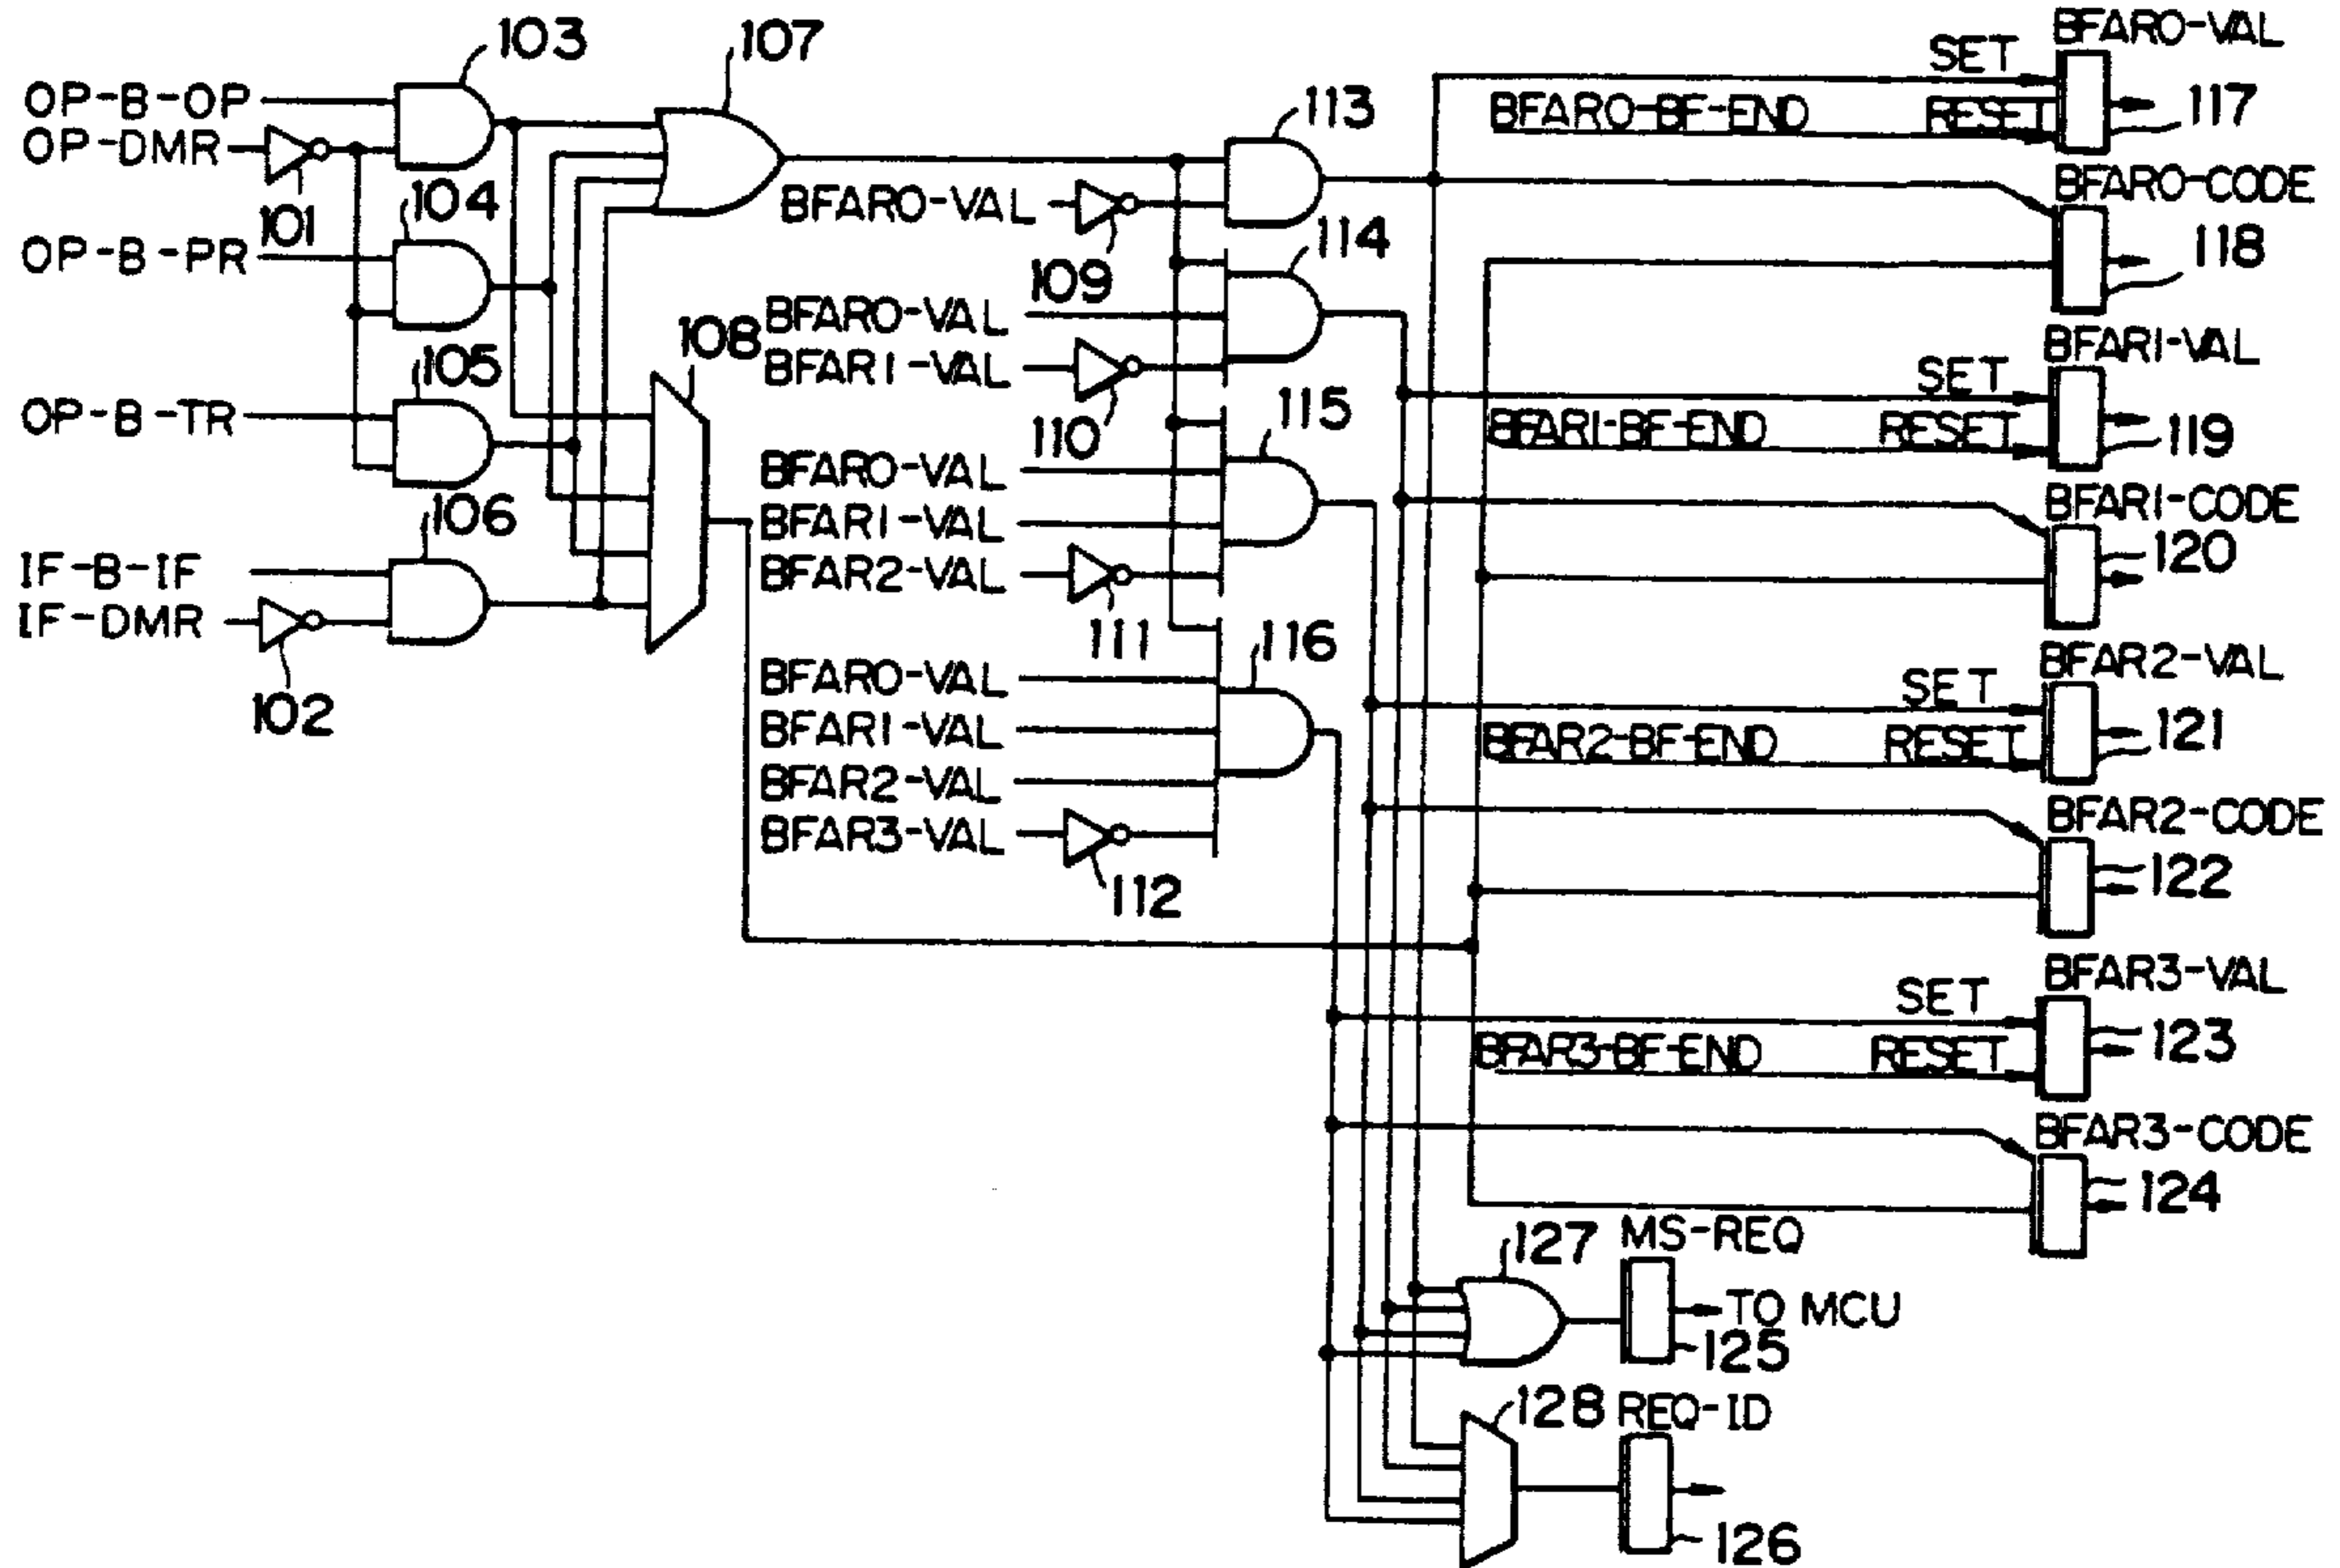 OP-B-OP
OP-DMR
101
103
OP-B-PR
104
OP-B-TR
105
IF-B-IF
IF-DMR
102
106
107
108
BFAR0-VAL
109
113
BFAR0-VAL
BFAR1-VAL
110
114
BFAR0-VAL
BFAR1-VAL
BFAR2-VAL
111
115
BFAR0-VAL
BFAR1-VAL
BFAR2-VAL
BFAR3-VAL
112
116
BFAR0-VAL
SET
BFAR0-BF-END RESET
117
BFAR0-CODE
118
BFAR1-VAL
SET
BFAR1-BF-END RESET
119
BFAR1-CODE
120
BFAR2-VAL
SET
BFAR2-BF-END RESET
121
BFAR2-CODE
122
BFAR3-VAL
SET
BFAR3-BF-END RESET
123
BFAR3-CODE
124
127
MS-REQ
TO MCU
125
128
REQ-ID
126